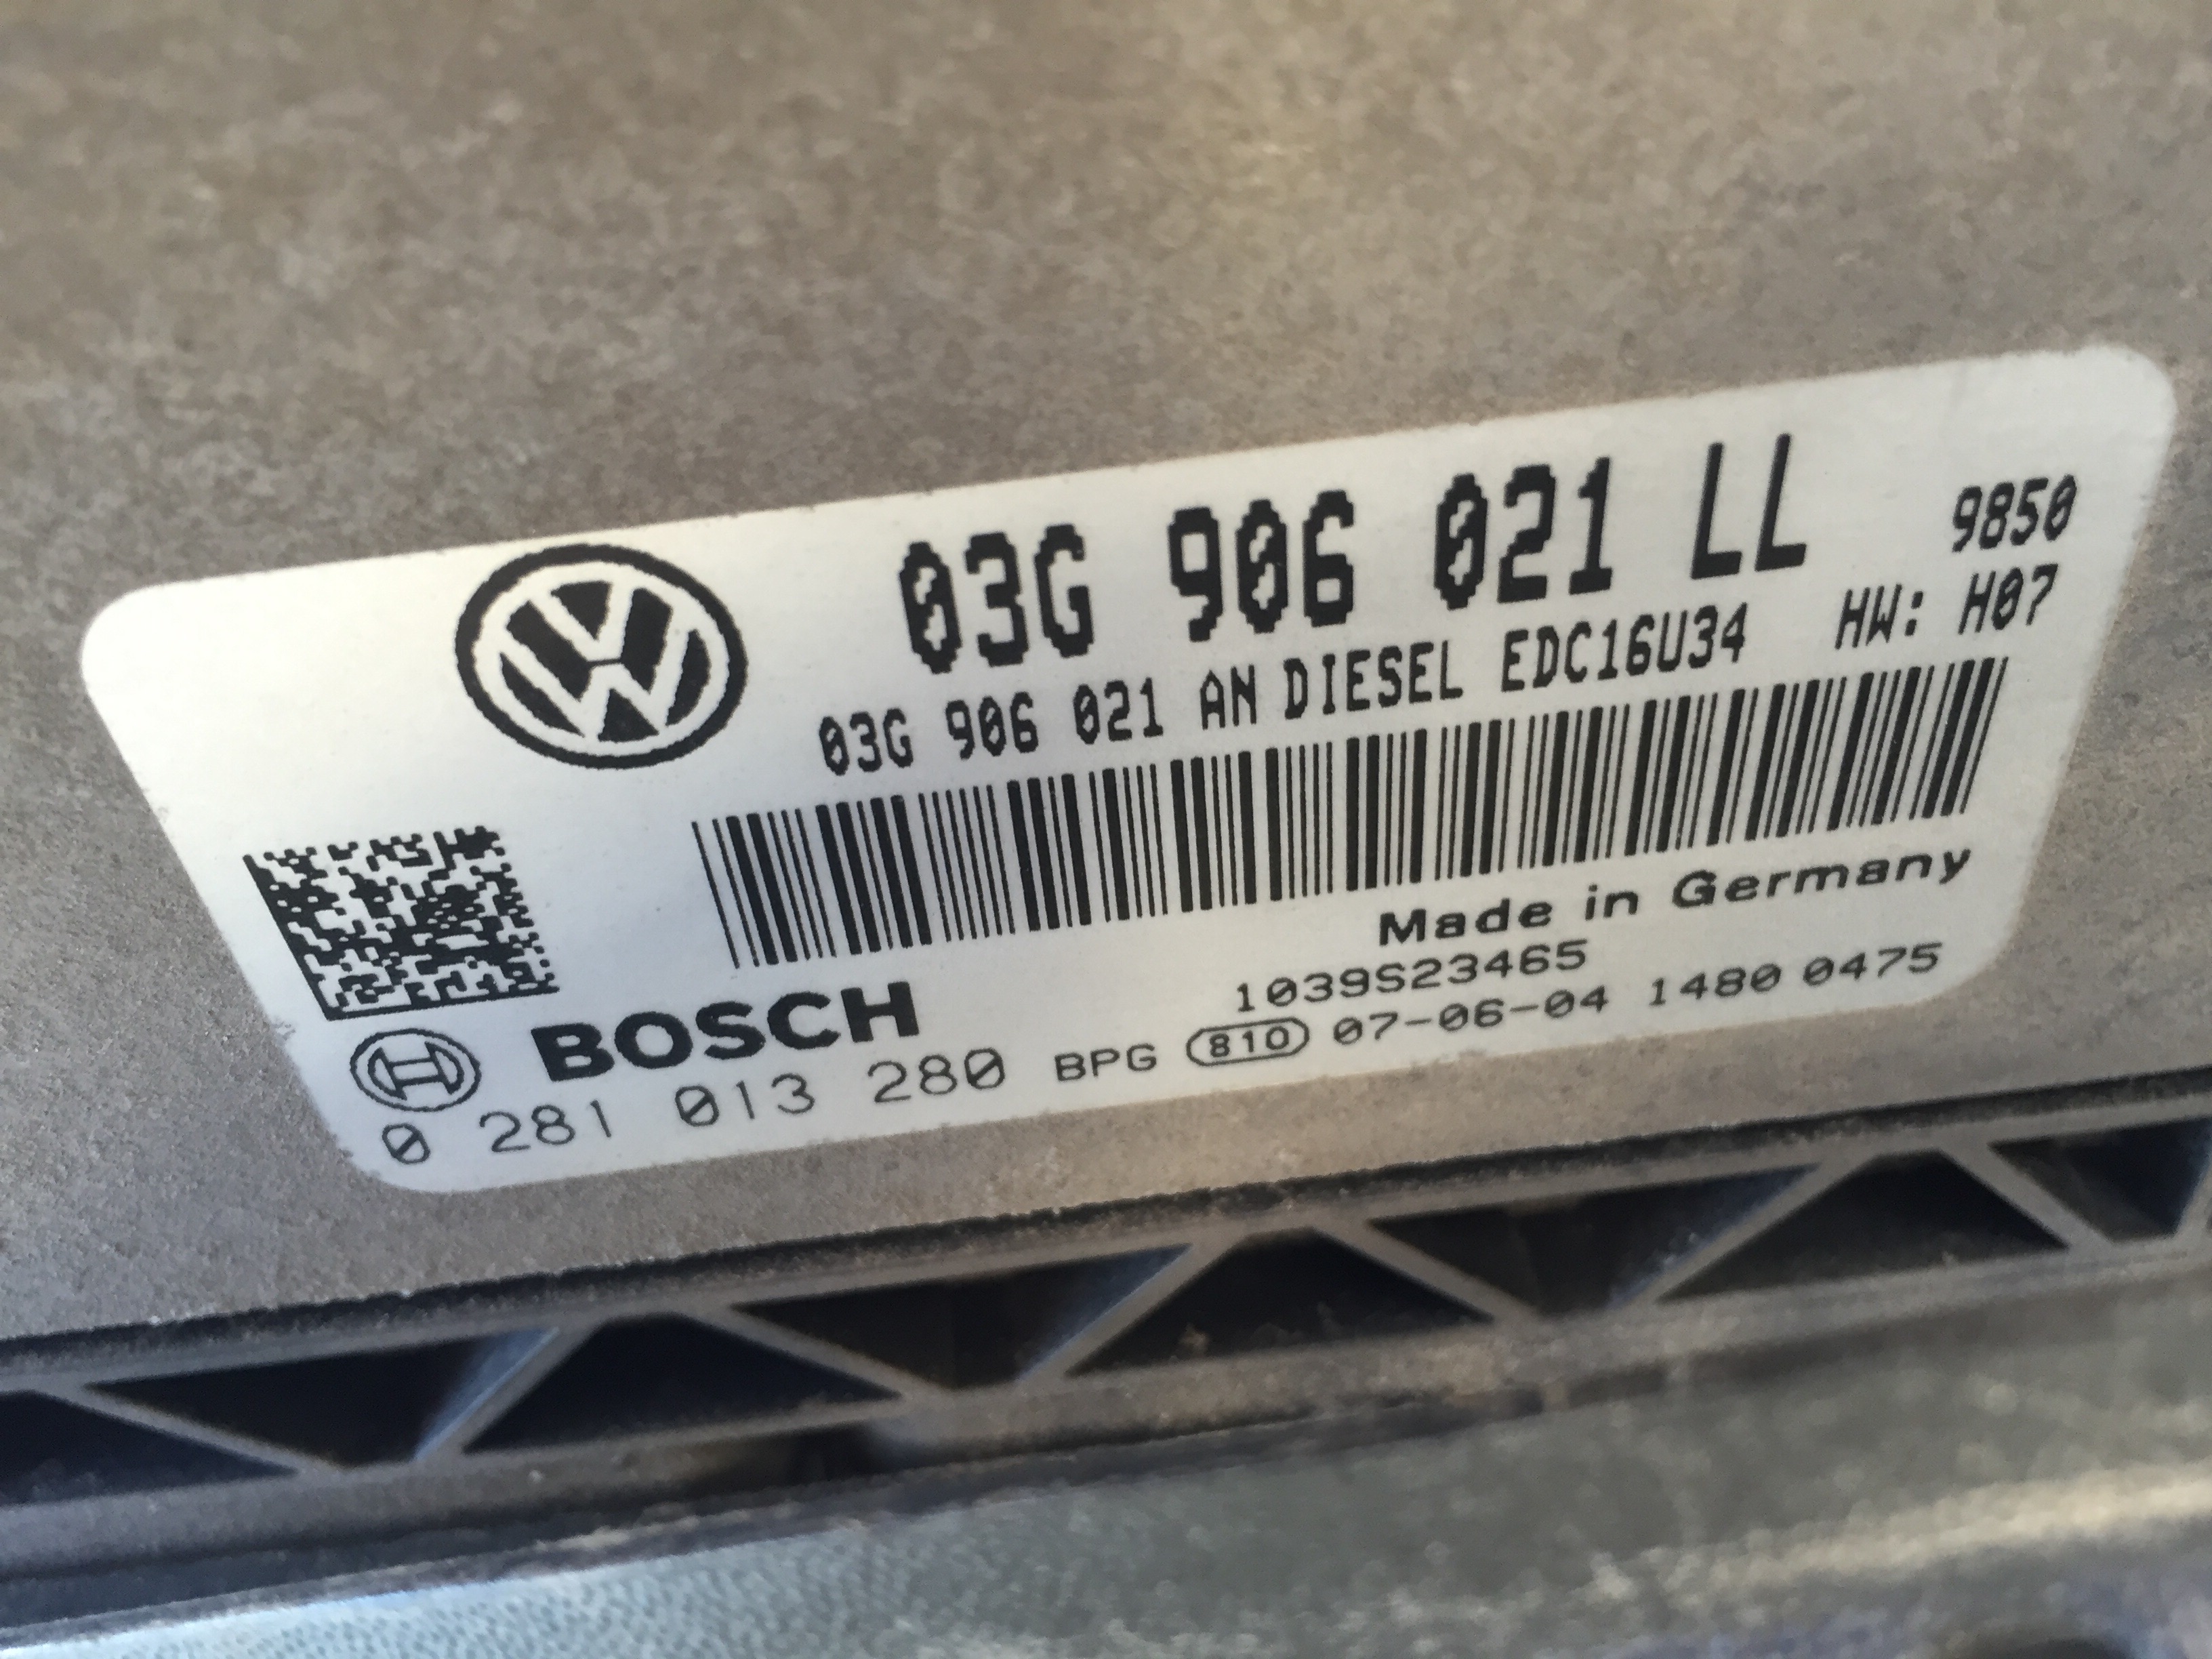 03G 906 021 LL 9850
03G 906 021 AN DIESEL EDC16U34 HW: H07
Made in Germany
BOSCH 1039S23465
0 281 013 280 BPG 810 07-06-04 1480 0475